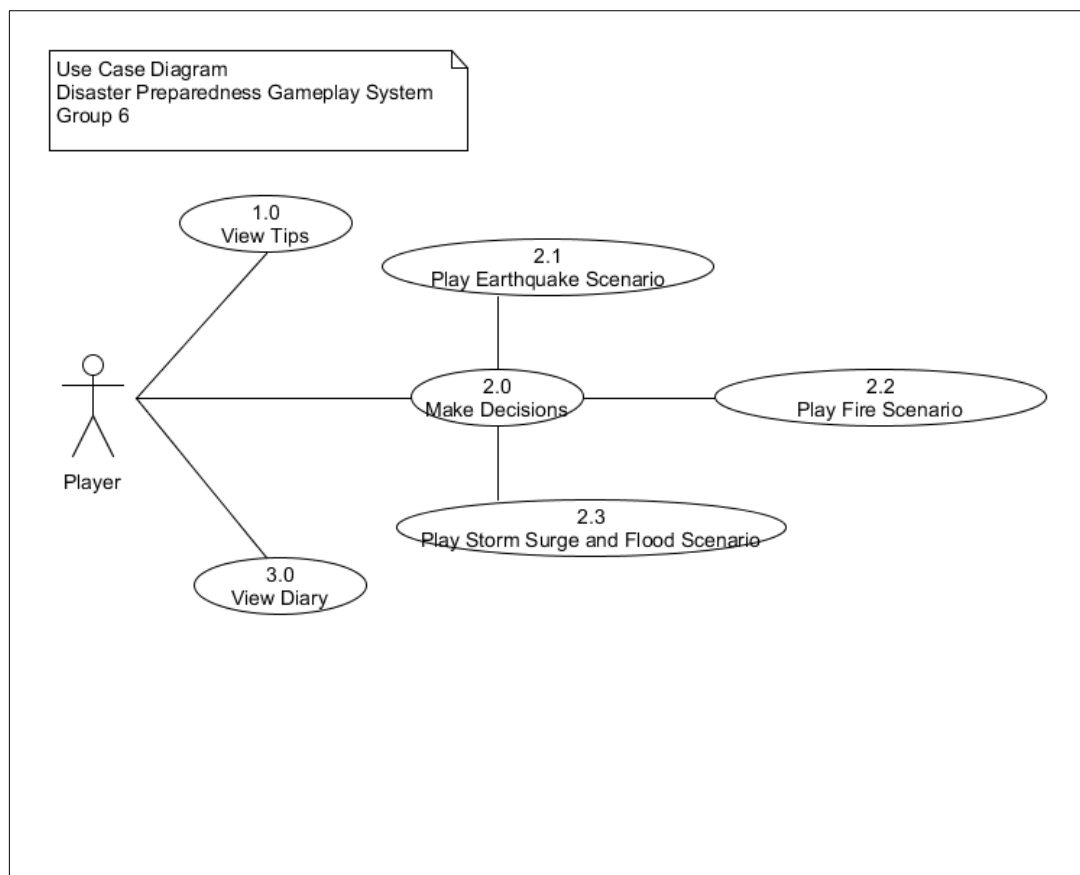 Use Case Diagram
Disaster Preparedness Gameplay System
Group 6
1.0
View Tips
2.1
Play Earthquake Scenario
2.0
Make Decisions
2.2
Play Fire Scenario
Player
2.3
Play Storm Surge and Flood Scenario
3.0
View Diary